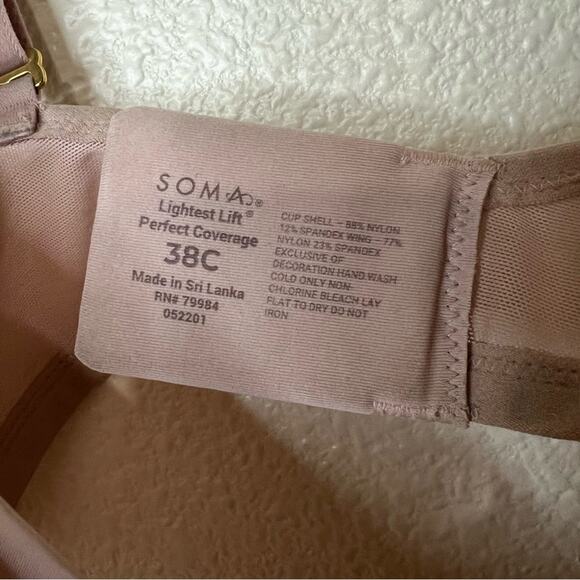 SOMA®
Lightest Lift®
Perfect Coverage
38C
Made in Sri Lanka
RN# 79984
052201
CUP SHELL – 88% NYLON
12% SPANDEX WING – 77%
NYLON 23% SPANDEX
EXCLUSIVE OF
DECORATION HAND WASH
COLD ONLY NON-
CHLORINE BLEACH LAY
FLAT TO DRY DO NOT
IRON